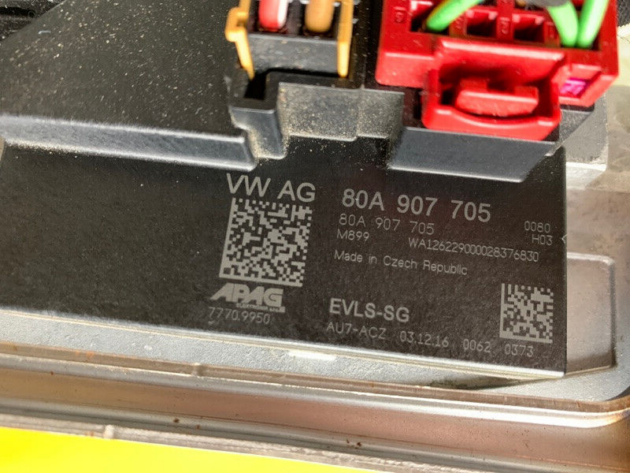 VW AG
80A 907 705
80A 907 705 0080
M899 WA126229000028376830 H03
Made in Czech Republic
APAG
7770.9950
EVLS-SG
AU7-ACZ 03.12.16 0062 0373